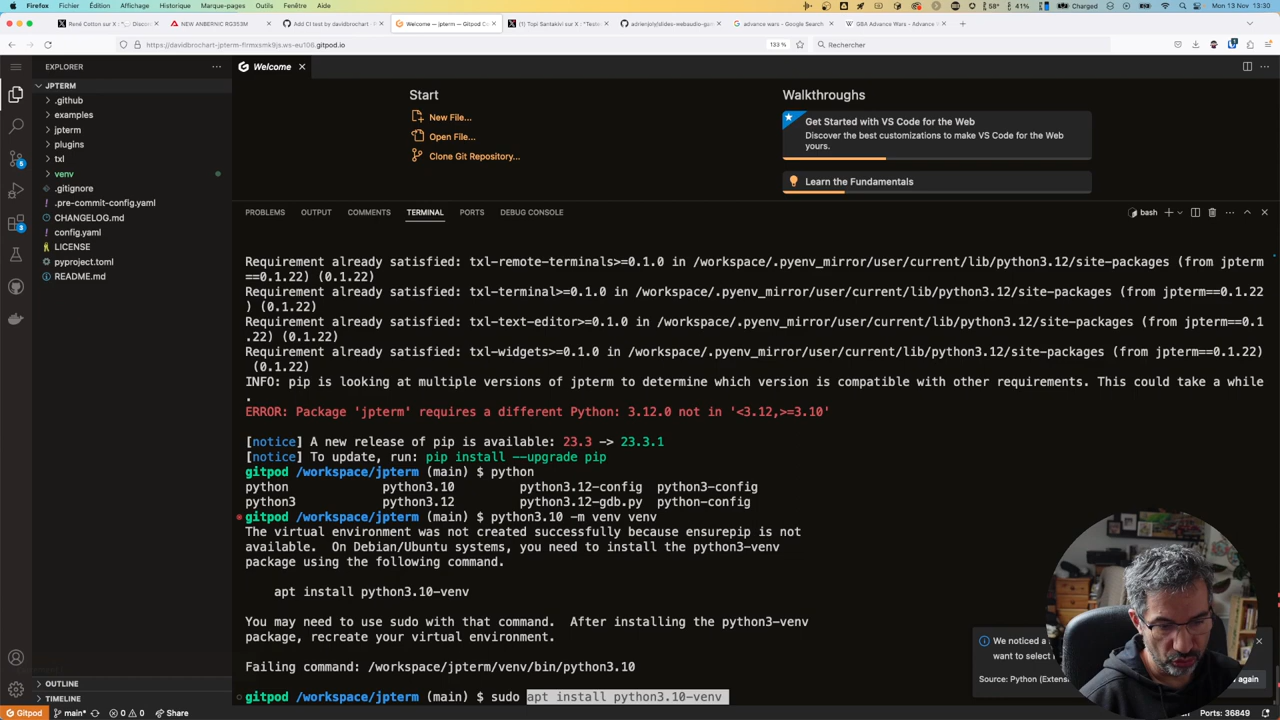 Firefox Fichier Édition Affichage Historique Marque-pages Outils Fenêtre Aide
58° 41% Charged Mon 13 Nov 13:30
René Cotton sur X :
NEW ANBERNIC RG353M
Add CI test by davidbrochart
Welcome — jpterm — Gitpod
(1) Topi Santakivi sur X :
adrienjoly/slides-webaudio-
advance wars - Google Search
GBA Advance Wars
https://davidbrochart-jpterm-firmxsmk9js.ws-eu106.gitpod.io
133 %
Rechercher
EXPLORER
JPTERM
.github
examples
jpterm
plugins
txl
venv
.gitignore
.pre-commit-config.yaml
CHANGELOG.md
config.yaml
LICENSE
pyproject.toml
README.md
OUTLINE
TIMELINE
Welcome
Start
New File...
Open File...
Clone Git Repository...
Walkthroughs
Get Started with VS Code for the Web
Discover the best customizations to make VS Code for the Web
yours.
Learn the Fundamentals
PROBLEMS OUTPUT COMMENTS TERMINAL PORTS DEBUG CONSOLE
bash
Requirement already satisfied: txl-remote-terminals>=0.1.0 in /workspace/.pyenv_mirror/user/current/lib/python3.12/site-packages (from jpterm
==0.1.22) (0.1.22)
Requirement already satisfied: txl-terminal>=0.1.0 in /workspace/.pyenv_mirror/user/current/lib/python3.12/site-packages (from jpterm==0.1.22
) (0.1.22)
Requirement already satisfied: txl-text-editor>=0.1.0 in /workspace/.pyenv_mirror/user/current/lib/python3.12/site-packages (from jpterm==0.1
.22) (0.1.22)
Requirement already satisfied: txl-widgets>=0.1.0 in /workspace/.pyenv_mirror/user/current/lib/python3.12/site-packages (from jpterm==0.1.22)
(0.1.22)
INFO: pip is looking at multiple versions of jpterm to determine which version is compatible with other requirements. This could take a while
.
ERROR: Package 'jpterm' requires a different Python: 3.12.0 not in '<3.12,>=3.10'
[notice] A new release of pip is available: 23.3 -> 23.3.1
[notice] To update, run: pip install --upgrade pip
gitpod /workspace/jpterm (main) $ python
python python3.10 python3.12-config python3-config
python3 python3.12 python3.12-gdb.py python-config
gitpod /workspace/jpterm (main) $ python3.10 -m venv venv
The virtual environment was not created successfully because ensurepip is not
available. On Debian/Ubuntu systems, you need to install the python3-venv
package using the following command.
apt install python3.10-venv
You may need to use sudo with that command. After installing the python3-venv
package, recreate your virtual environment.
Failing command: /workspace/jpterm/venv/bin/python3.10
gitpod /workspace/jpterm (main) $ sudo apt install python3.10-venv
We noticed a
want to select
Source: Python (Exten
again
Gitpod main* 0 0 Share
Ports: 36849